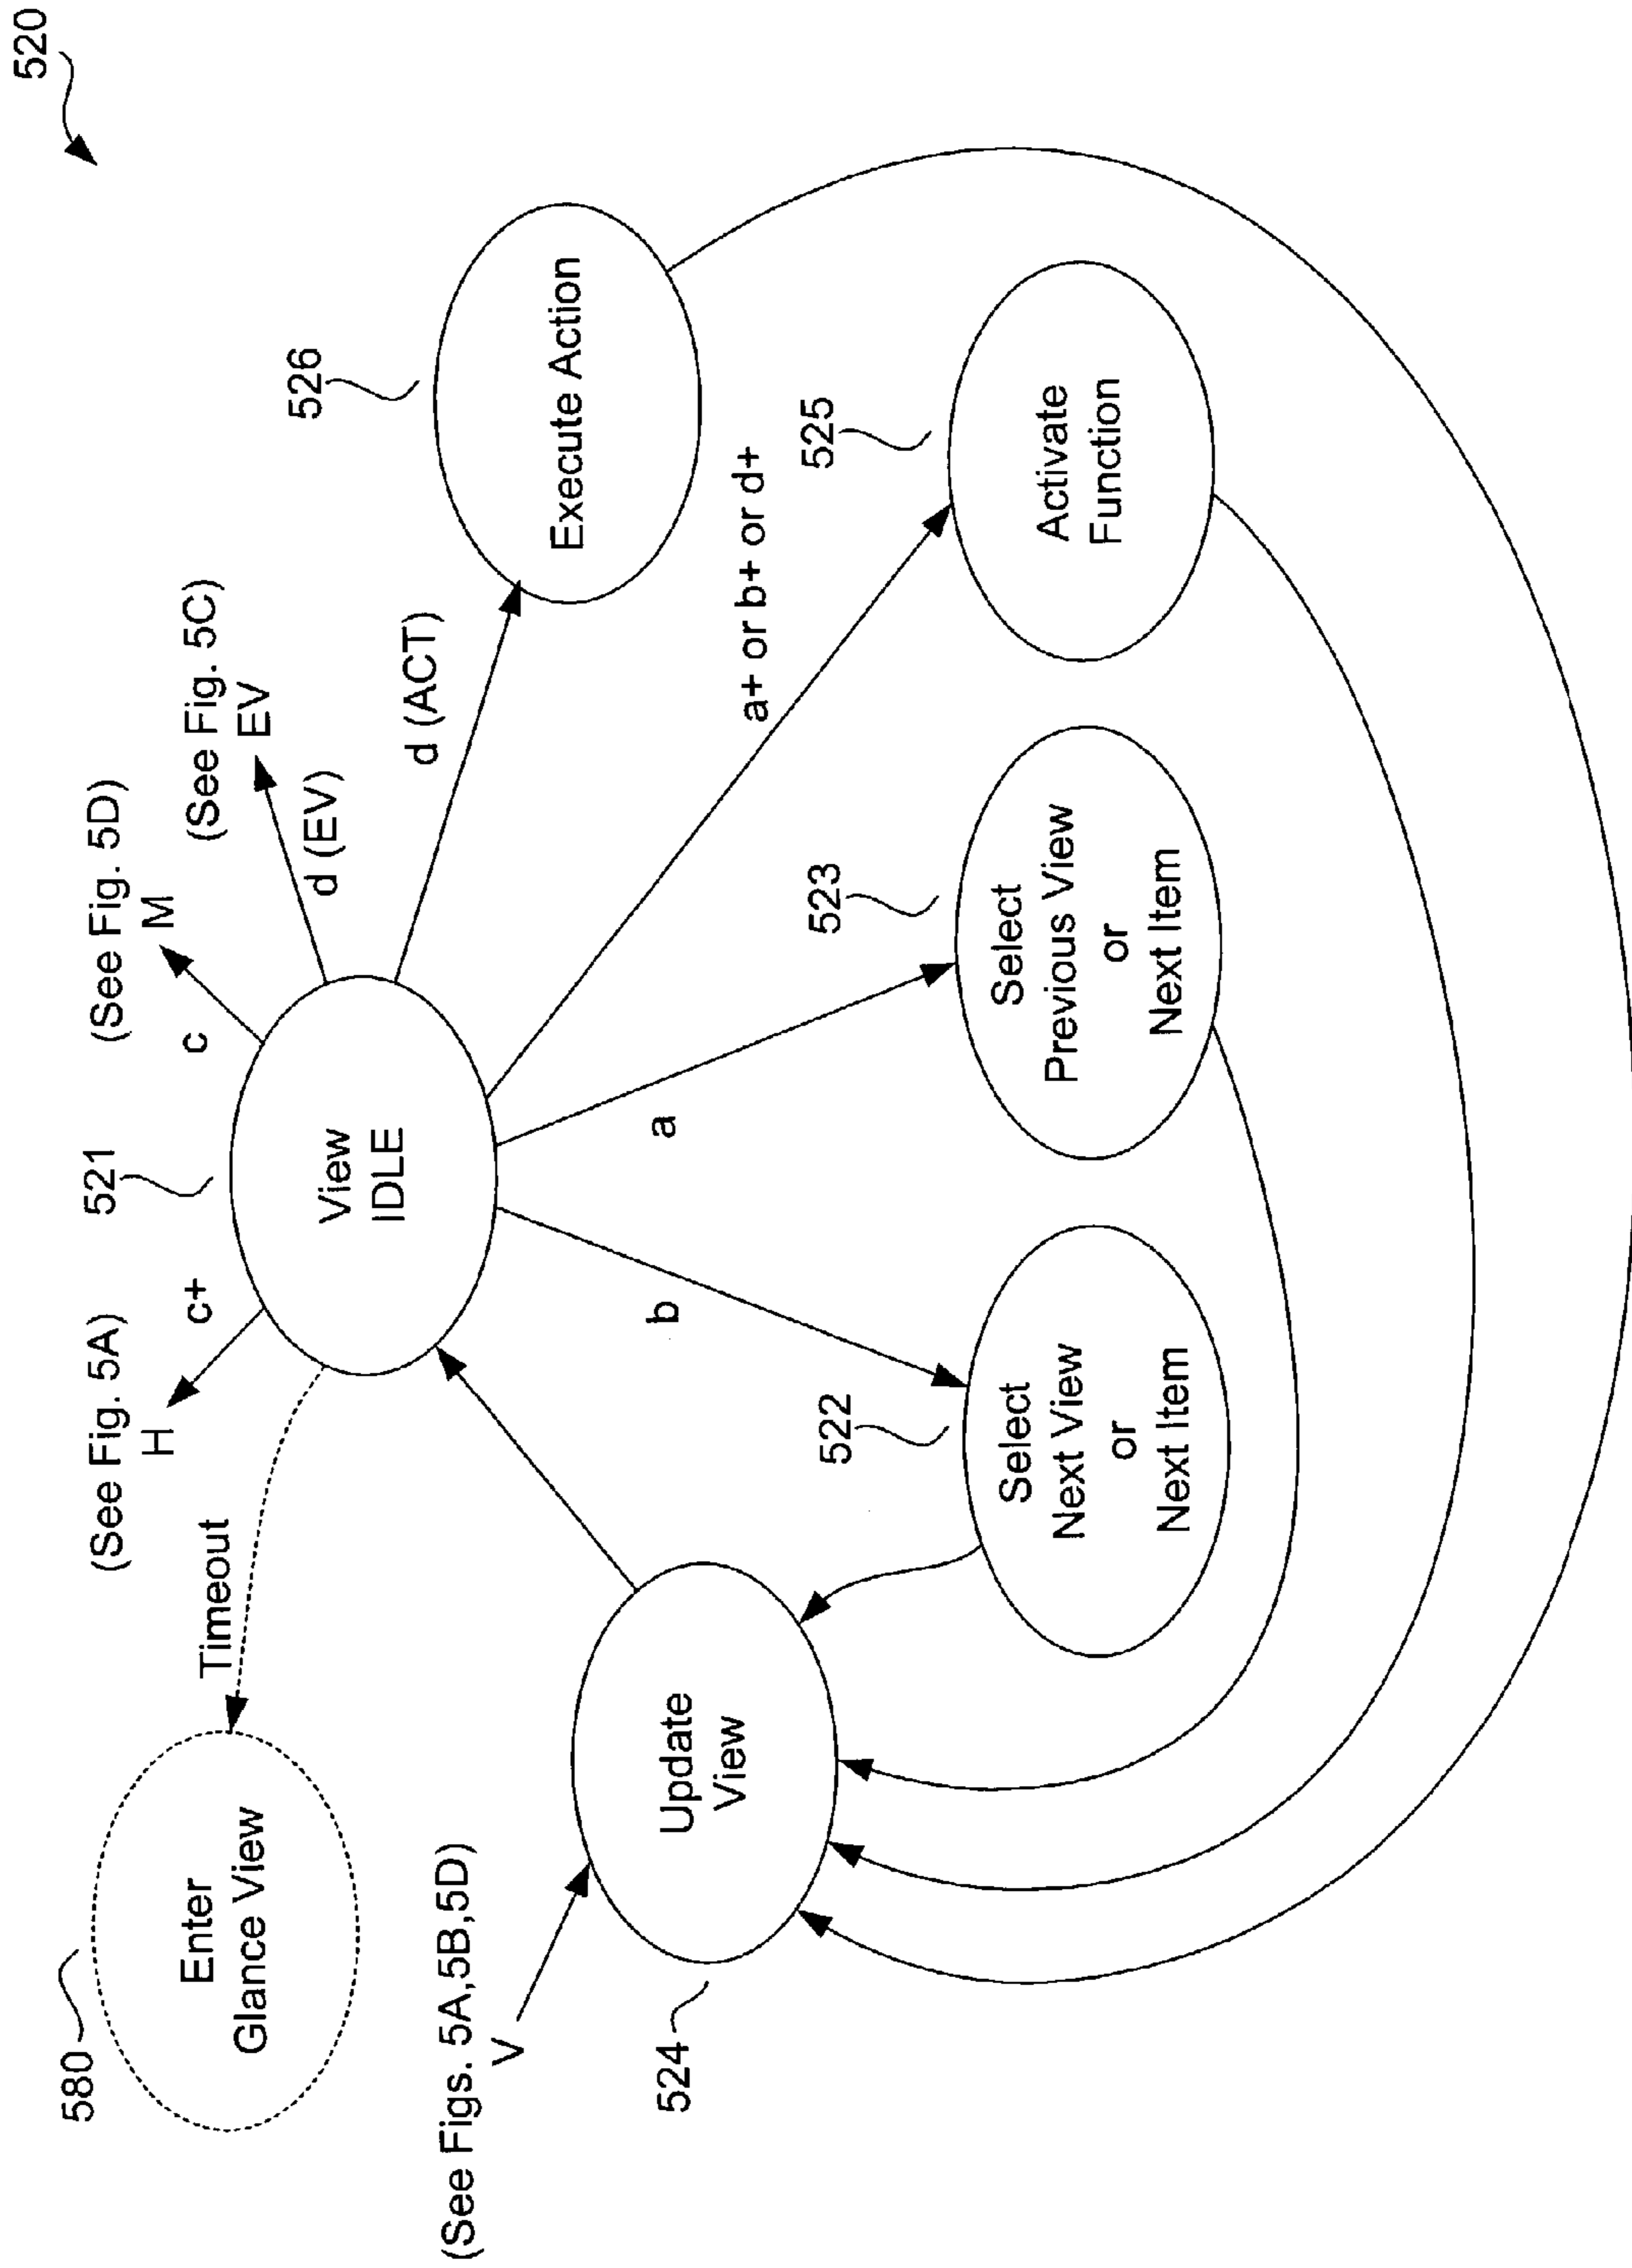 520
580
Enter
Glance View
Timeout
(See Fig. 5A)
H
c+
521
View
IDLE
(See Fig. 5D)
M
c
(See Fig. 5C)
EV
d (EV)
d (ACT)
526
Execute Action
(See Figs. 5A,5B,5D)
V
524
Update
View
b
a
a+ or b+ or d+
522
Select
Next View
or
Next Item
523
Select
Previous View
or
Next Item
525
Activate
Function